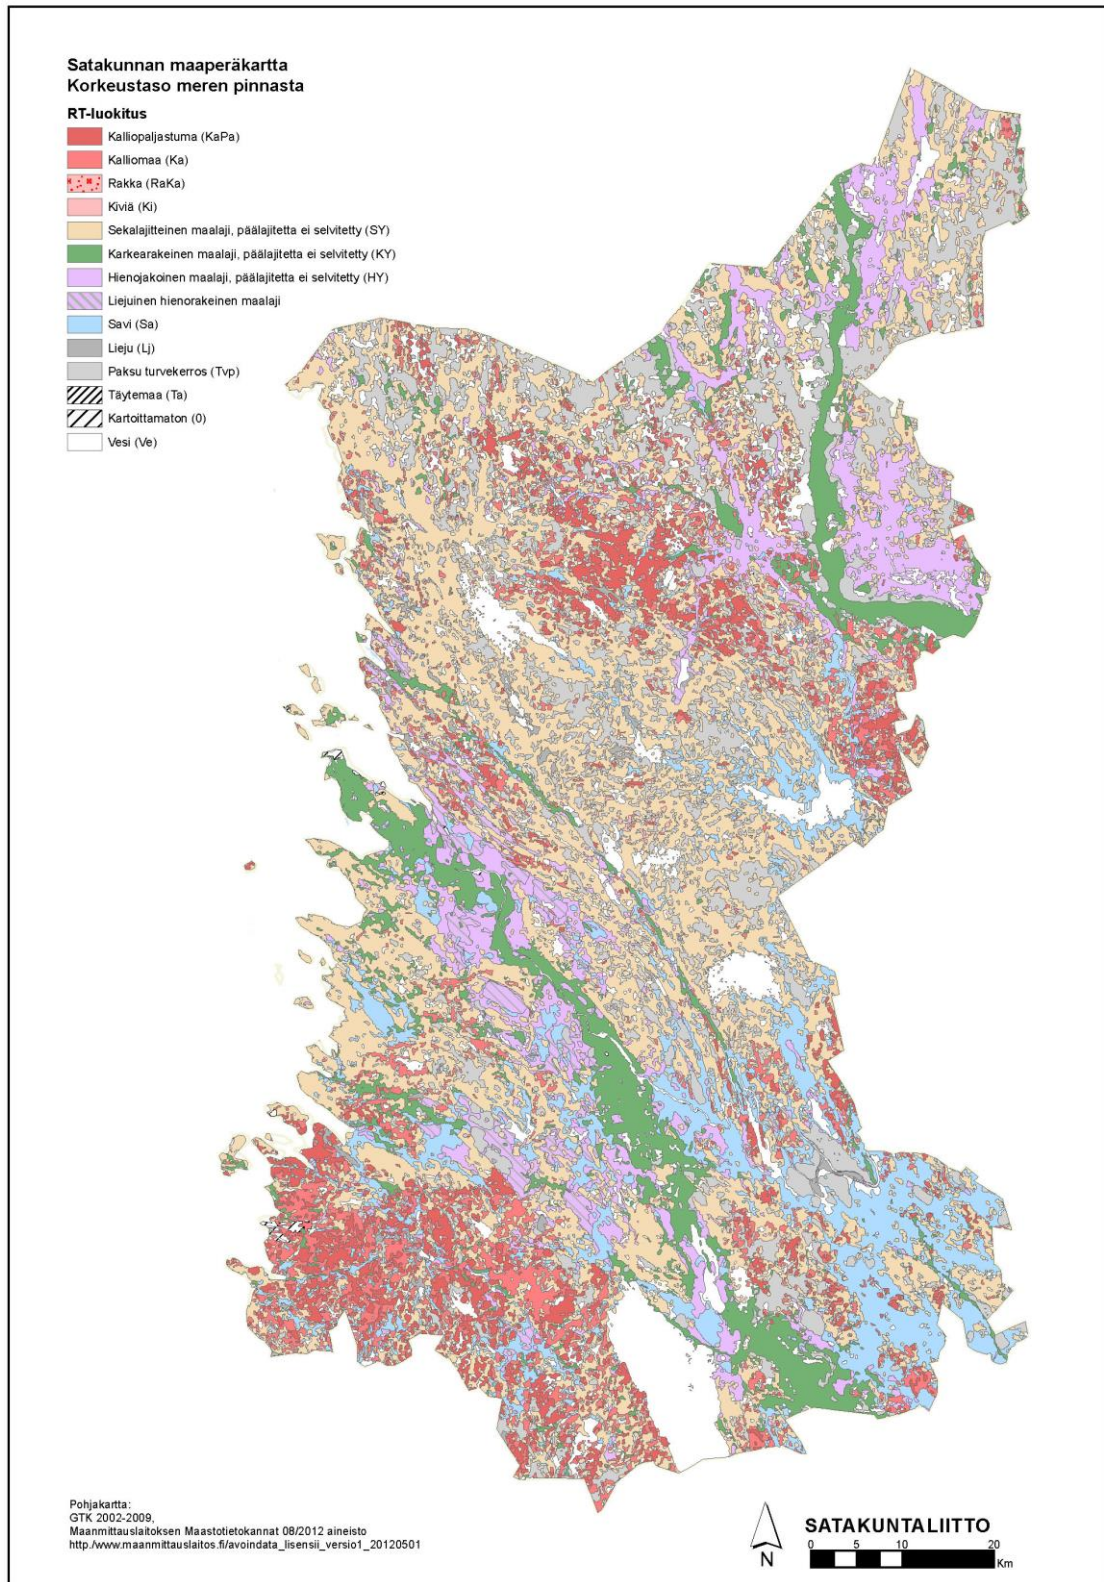 Satakunnan maaperäkartta
Korkeustaso meren pinnasta
RT-luokitus
Kalliopaljastuma (KaPa)
Kalliomaa (Ka)
Rakka (RaKa)
Kiviä (Ki)
Sekalajitteinen maalaji, päälajitetta ei selvitetty (SY)
Karkearakeinen maalaji, päälajitetta ei selvitetty (KY)
Hienojakoinen maalaji, päälajitetta ei selvitetty (HY)
Liejuinen hienorakeinen maalaji
Savi (Sa)
Lieju (Lj)
Paksu turvekerros (Tvp)
Täytemaa (Ta)
Kartoittamaton (0)
Vesi (Ve)
Pohjakartta:
GTK 2002-2009,
Maanmittauslaitoksen Maastotietokannat 08/2012 aineisto
http:/www.maanmittauslaitos.fi/avoindata_lisensii_versio1_20120501
N
SATAKUNTALIITTO
0 5 10 20
Km